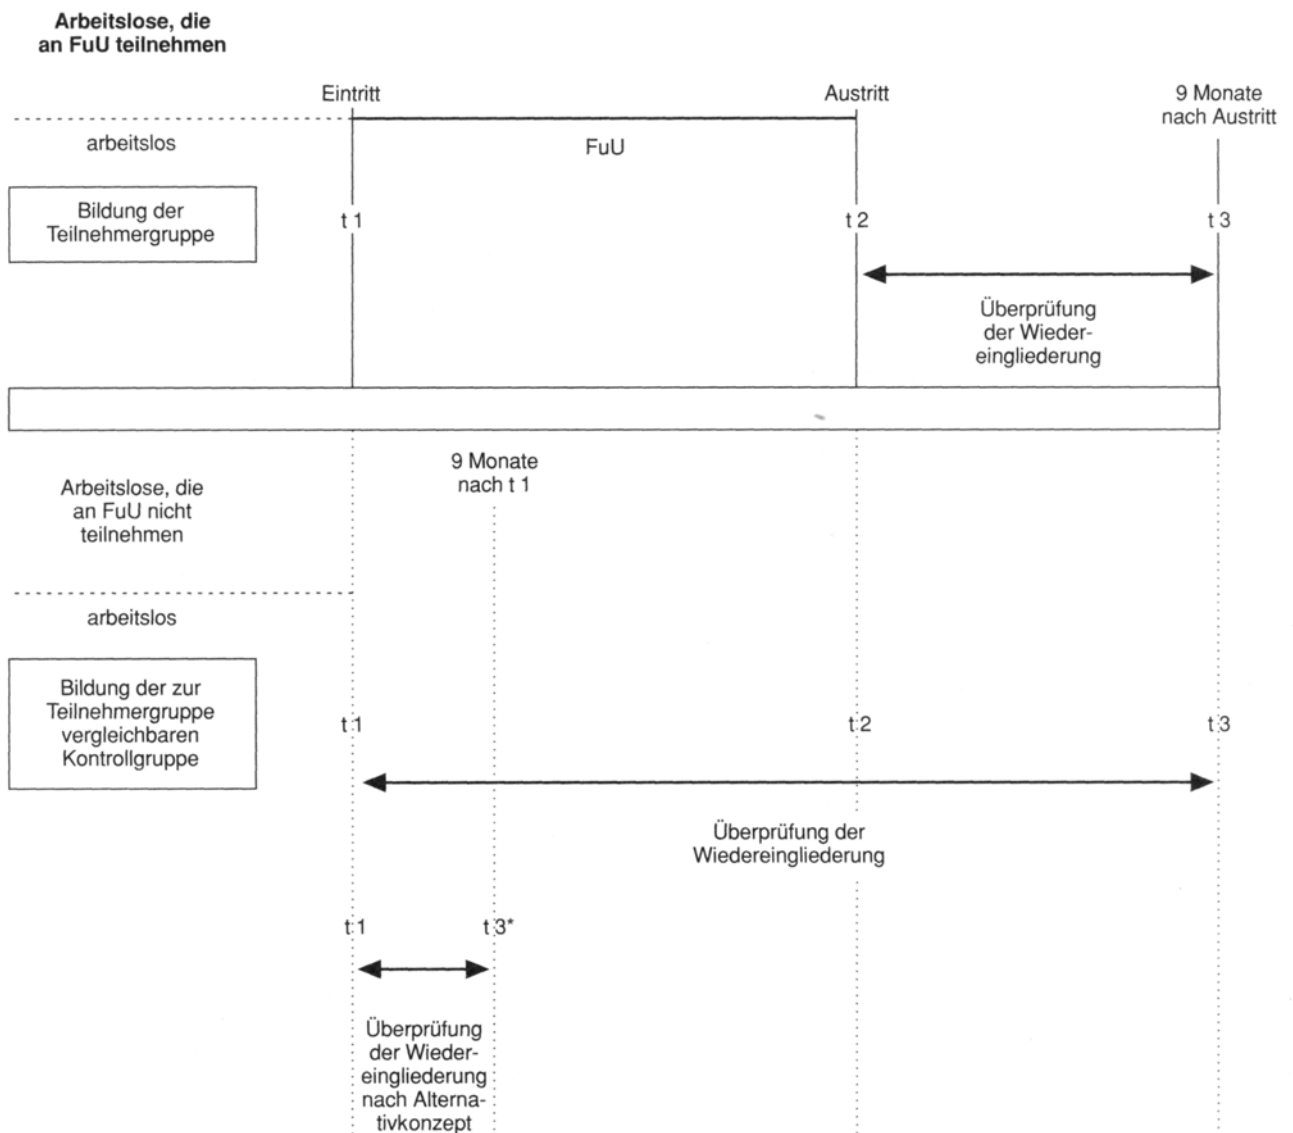 Arbeitslose, die
an FuU teilnehmen
Eintritt
Austritt
9 Monate
nach Austritt
arbeitslos
FuU
Bildung der
Teilnehmergruppe
t 1
t 2
t 3
Überprüfung
der Wieder-
eingliederung
9 Monate
nach t 1
Arbeitslose, die
an FuU nicht
teilnehmen
arbeitslos
Bildung der zur
Teilnehmergruppe
vergleichbaren
Kontrollgruppe
t 1
t 2
t 3
Überprüfung der
Wiedereingliederung
t 1
t 3*
Überprüfung
der Wieder-
eingliederung
nach Alterna-
tivkonzept